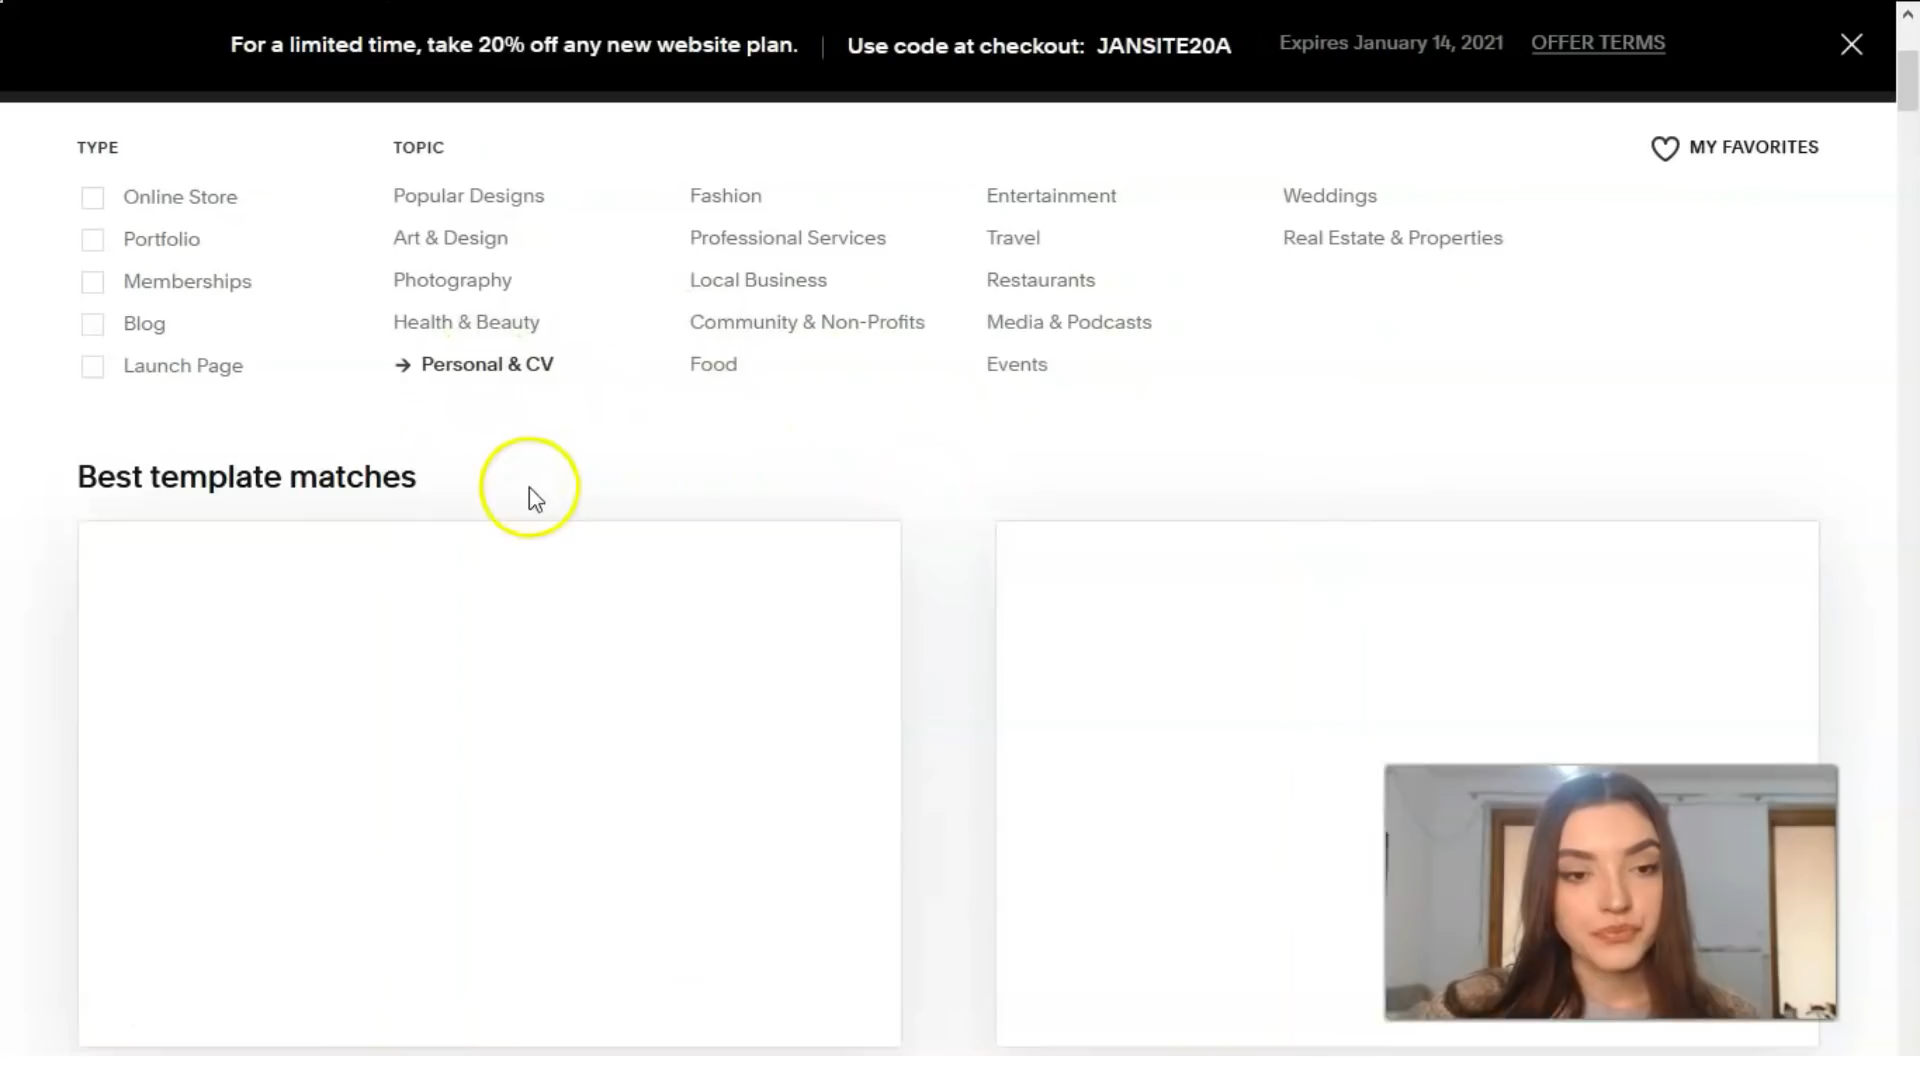 For a limited time, take 20% off any new website plan. | Use code at checkout: JANSITE20A Expires January 14, 2021 OFFER TERMS
TYPE
Online Store
Portfolio
Memberships
Blog
Launch Page
TOPIC
Popular Designs
Art & Design
Photography
Health & Beauty
→ Personal & CV
Fashion
Professional Services
Local Business
Community & Non-Profits
Food
Entertainment
Travel
Restaurants
Media & Podcasts
Events
Weddings
Real Estate & Properties
MY FAVORITES
Best template matches